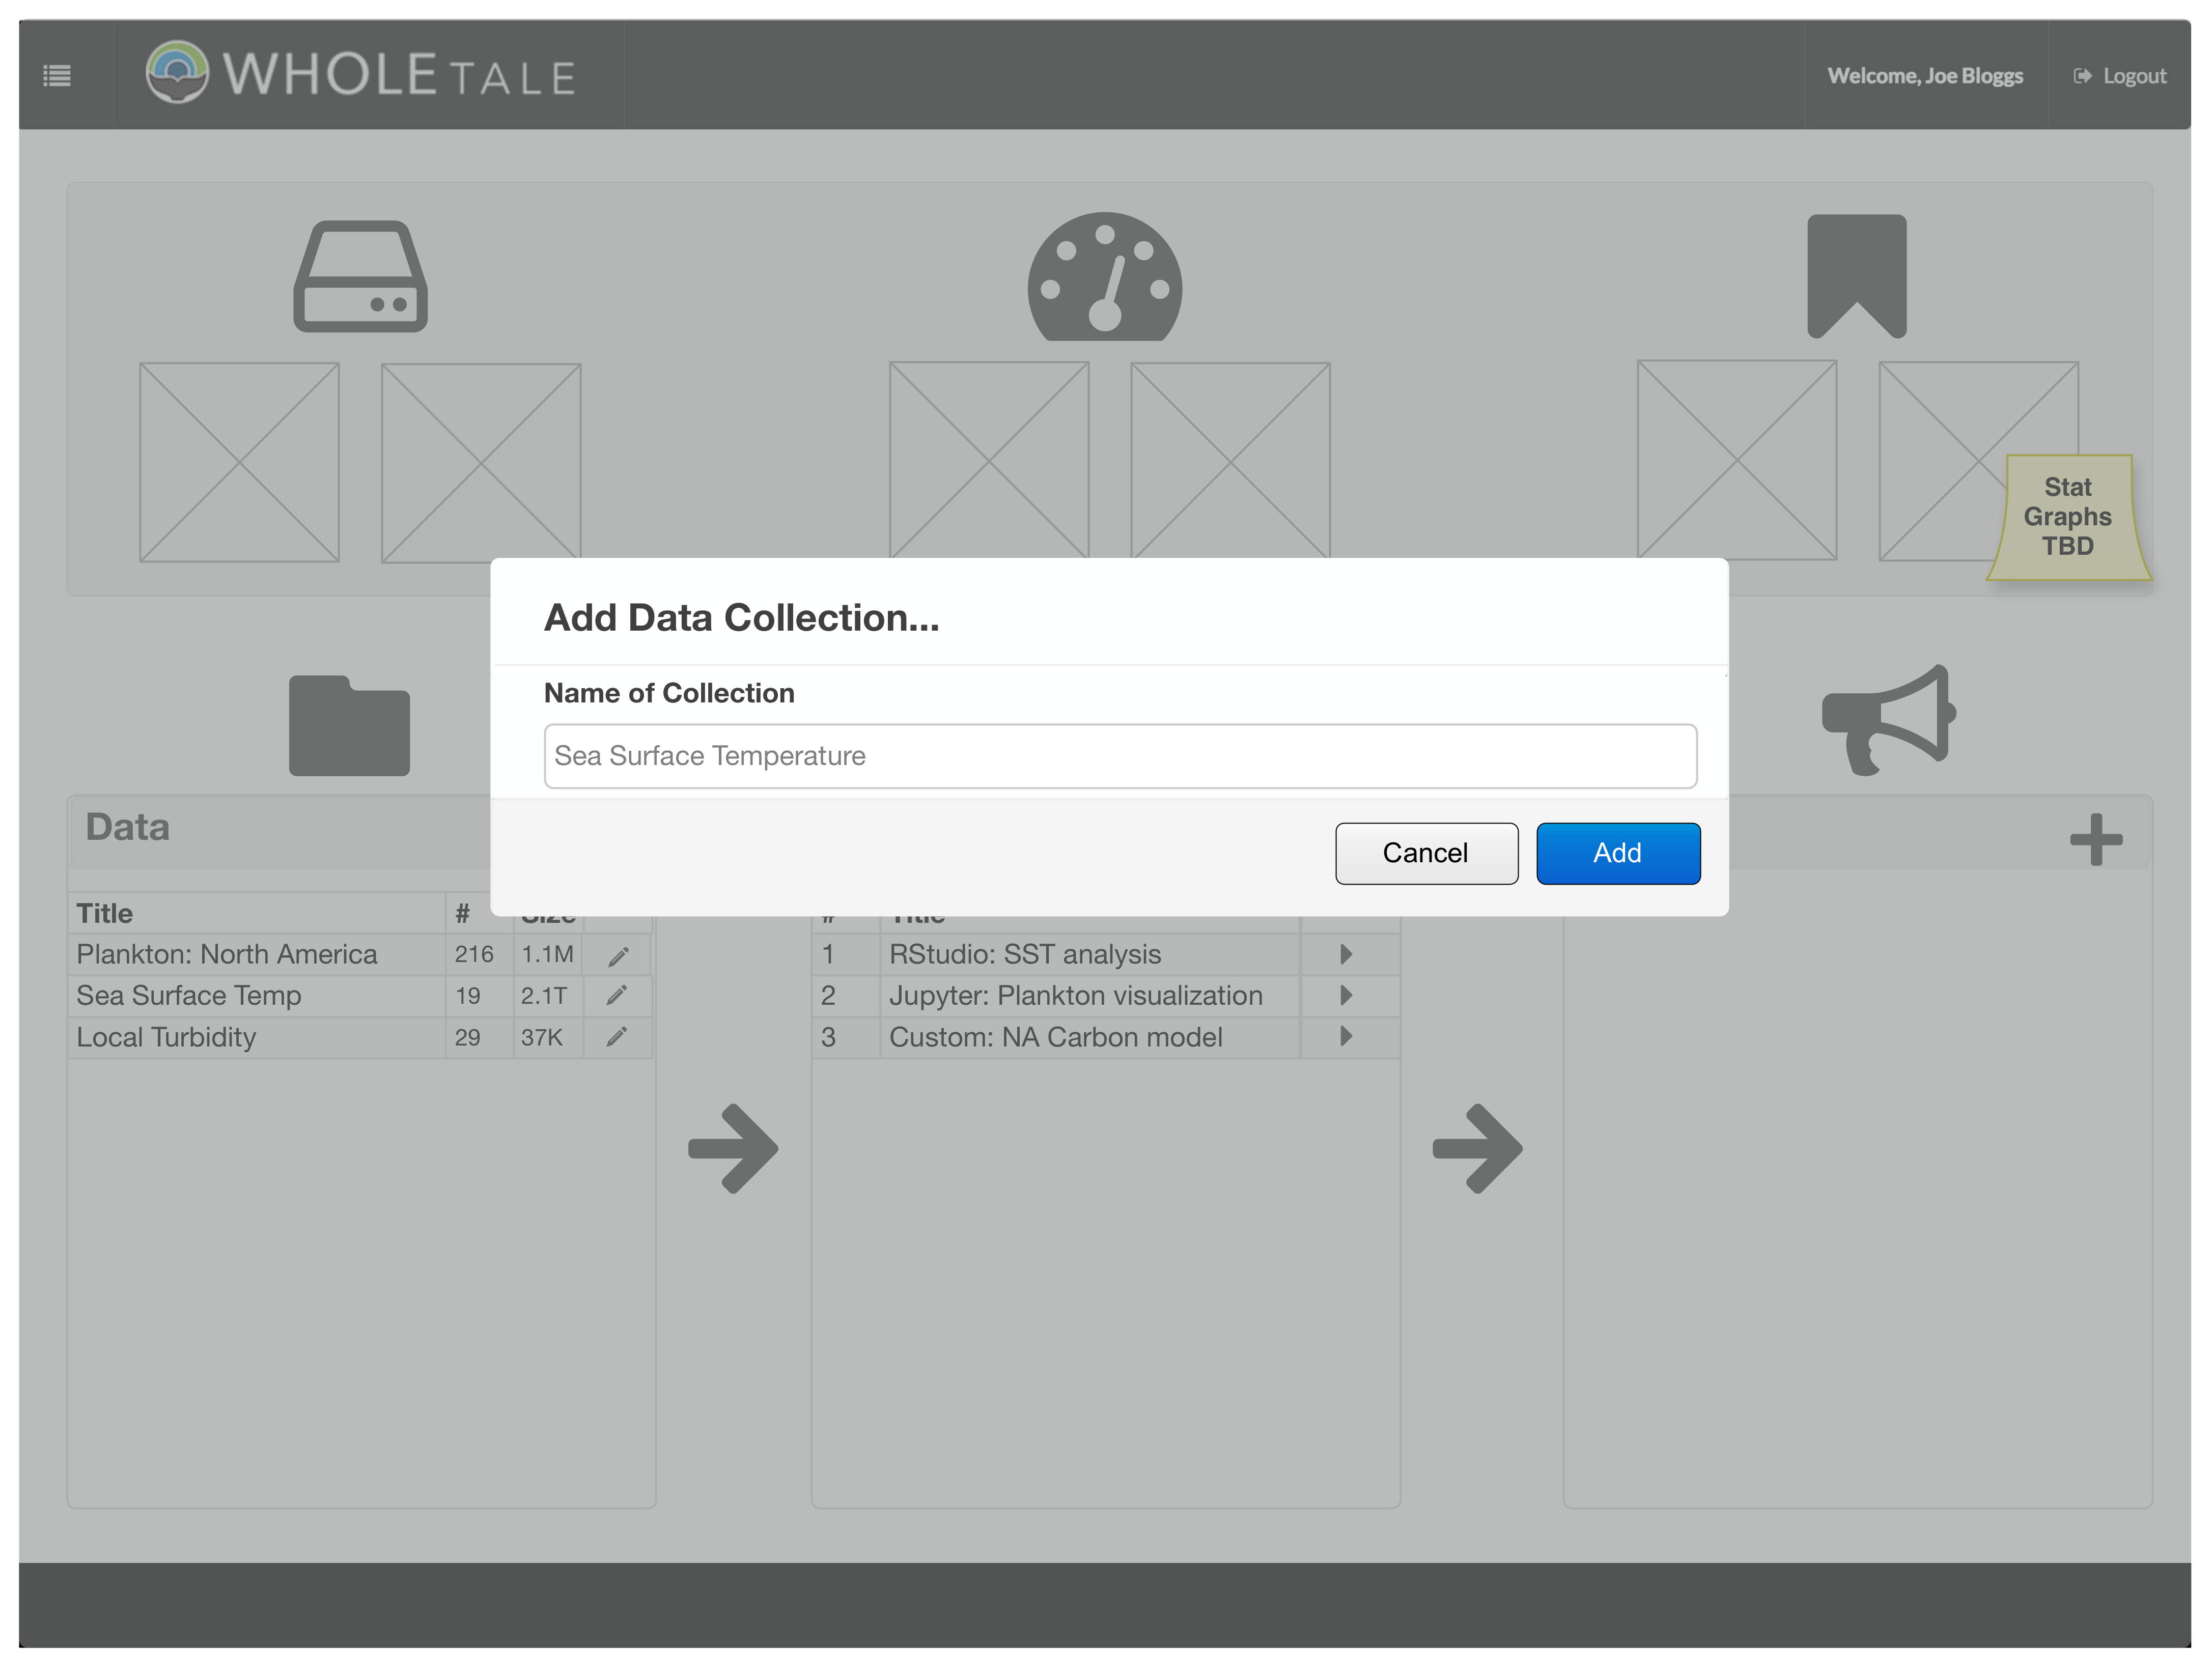 WHOLE TALE
Welcome, Joe Bloggs
Logout
Stat
Graphs
TBD
Add Data Collection...
Name of Collection
Sea Surface Temperature
Cancel
Add
Data
Title # Size
Plankton: North America 216 1.1M
Sea Surface Temp 19 2.1T
Local Turbidity 29 37K
# Title
1 RStudio: SST analysis
2 Jupyter: Plankton visualization
3 Custom: NA Carbon model